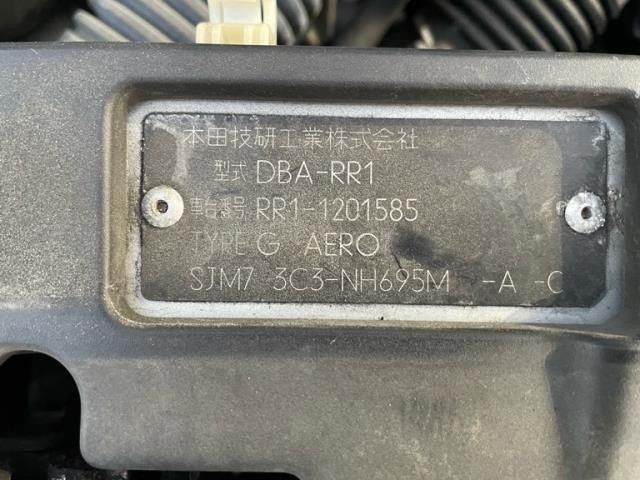 本田技研工業株式会社
型式 DBA-RR1
車台番号 RR1-1201585
TYPE G AERO
SJM7 3C3-NH695M -A -C